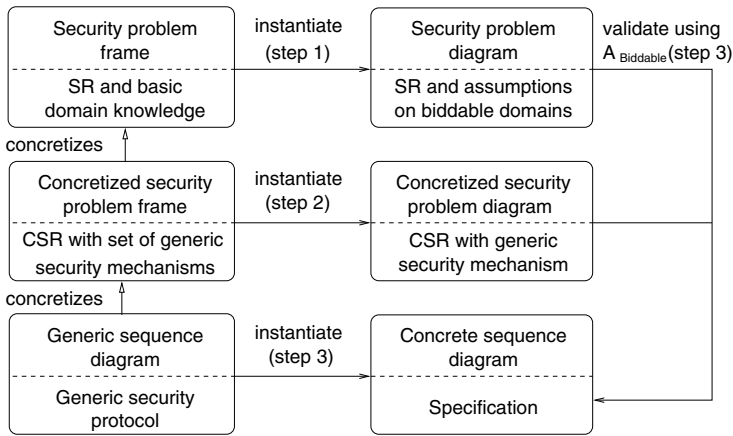 Security problem
frame
SR and basic
domain knowledge
instantiate
(step 1)
Security problem
diagram
SR and assumptions
on biddable domains
validate using
A Biddable (step 3)
concretizes
Concretized security
problem frame
CSR with set of generic
security mechanisms
instantiate
(step 2)
Concretized security
problem diagram
CSR with generic
security mechanism
concretizes
Generic sequence
diagram
Generic security
protocol
instantiate
(step 3)
Concrete sequence
diagram
Specification